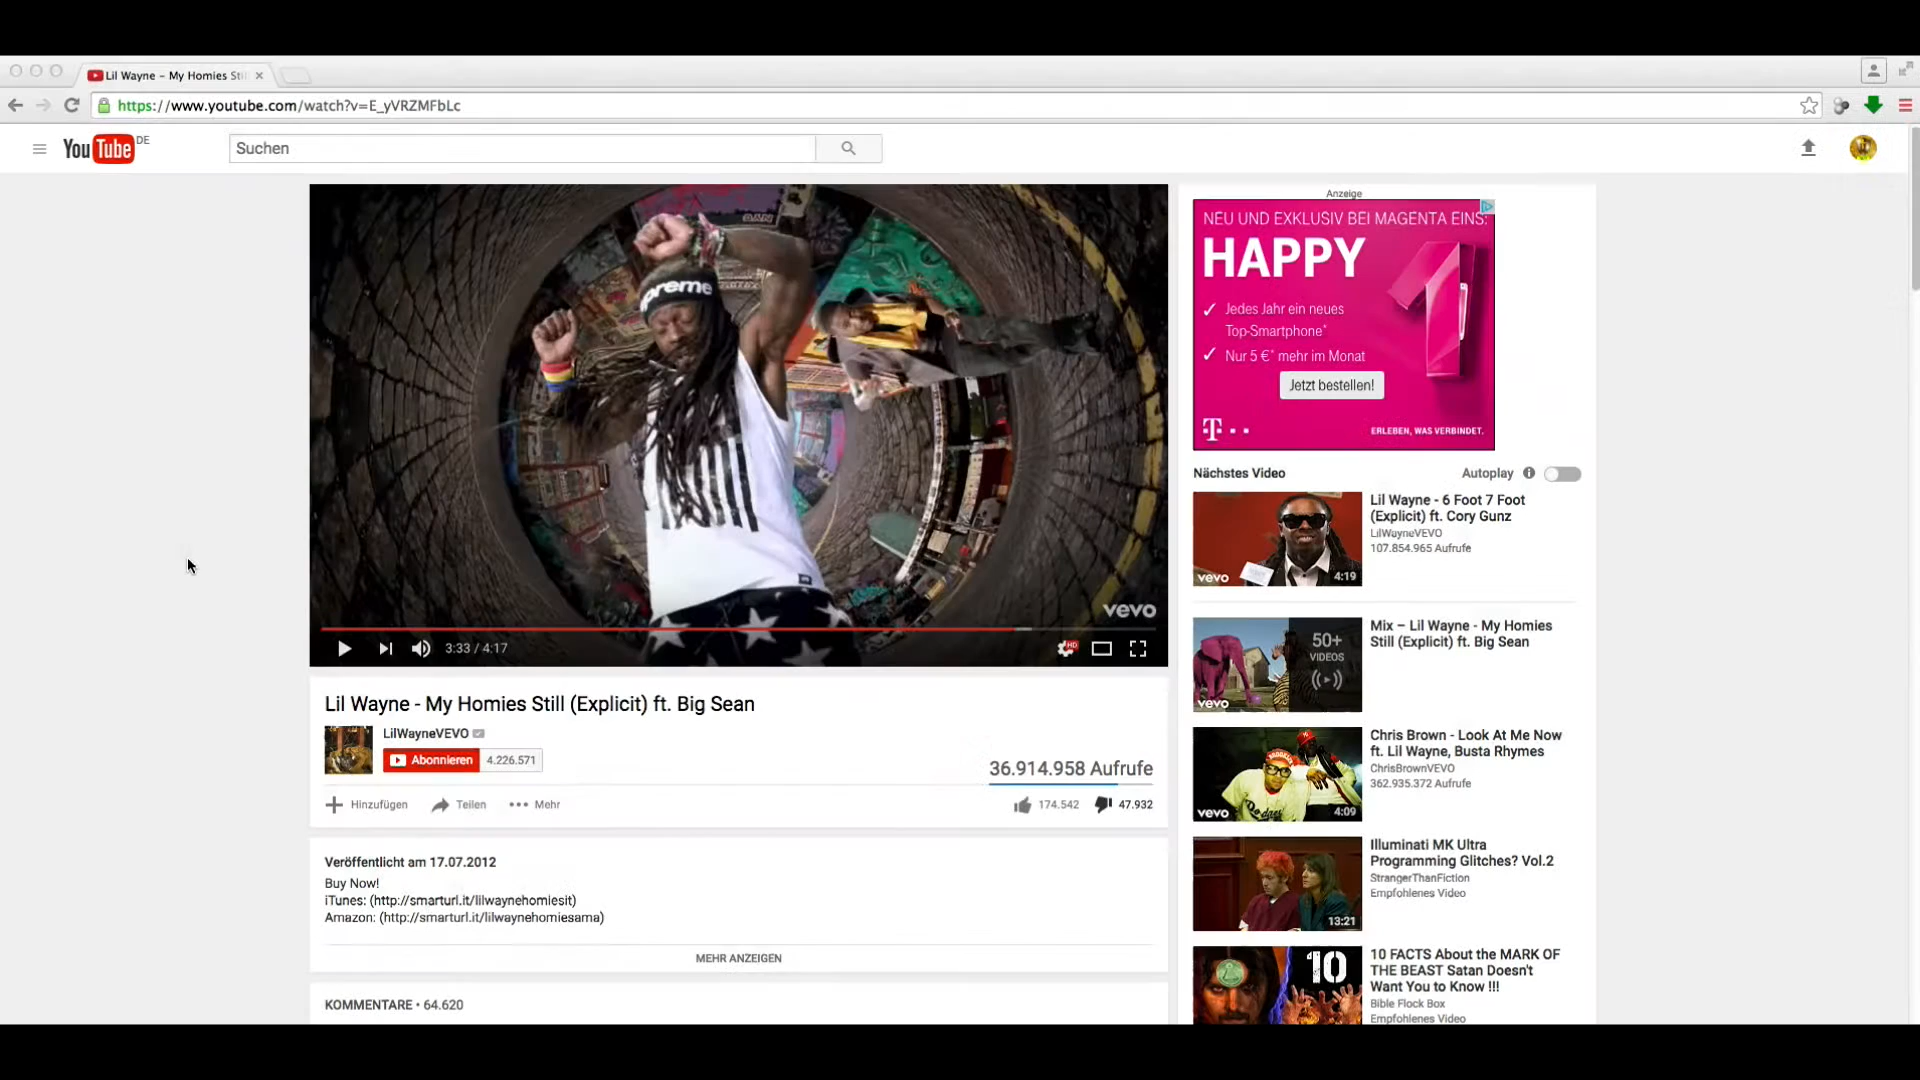 Lil Wayne – My Homies Sti
https://www.youtube.com/watch?v=E_yVRZMFbLc
YouTube DE
Suchen
preme
vevo
3:33 / 4:17
HD
Lil Wayne - My Homies Still (Explicit) ft. Big Sean
LilWayneVEVO
Abonnieren 4.226.571
36.914.958 Aufrufe
Hinzufügen Teilen Mehr
174.542 47.932
Veröffentlicht am 17.07.2012
Buy Now!
iTunes: (http://smarturl.it/lilwaynehomiesit)
Amazon: (http://smarturl.it/lilwaynehomiesama)
MEHR ANZEIGEN
KOMMENTARE • 64.620
Anzeige
NEU UND EXKLUSIV BEI MAGENTA EINS:
HAPPY
Jedes Jahr ein neues
Top-Smartphone*
Nur 5 €* mehr im Monat
Jetzt bestellen!
T
ERLEBEN, WAS VERBINDET.
Nächstes Video
Autoplay
Lil Wayne - 6 Foot 7 Foot
(Explicit) ft. Cory Gunz
LilWayneVEVO
107.854.965 Aufrufe
vevo
4:19
Mix – Lil Wayne - My Homies
Still (Explicit) ft. Big Sean
50+
VIDEOS
vevo
Chris Brown - Look At Me Now
ft. Lil Wayne, Busta Rhymes
ChrisBrownVEVO
362.935.372 Aufrufe
vevo
4:09
Illuminati MK Ultra
Programming Glitches? Vol.2
StrangerThanFiction
Empfohlenes Video
13:21
10 FACTS About the MARK OF
THE BEAST Satan Doesn't
Want You to Know !!!
Bible Flock Box
Empfohlenes Video
10